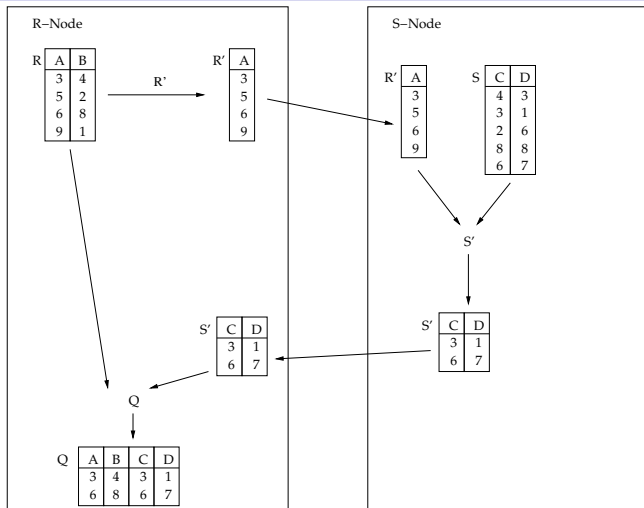 R–Node
S–Node
R
A B
3 4
5 2
6 8
9 1
R'
R'
A
3
5
6
9
R'
A
3
5
6
9
S
C D
4 3
3 1
2 6
8 8
6 7
S'
S'
C D
3 1
6 7
S'
C D
3 1
6 7
Q
Q
A B C D
3 4 3 1
6 8 6 7